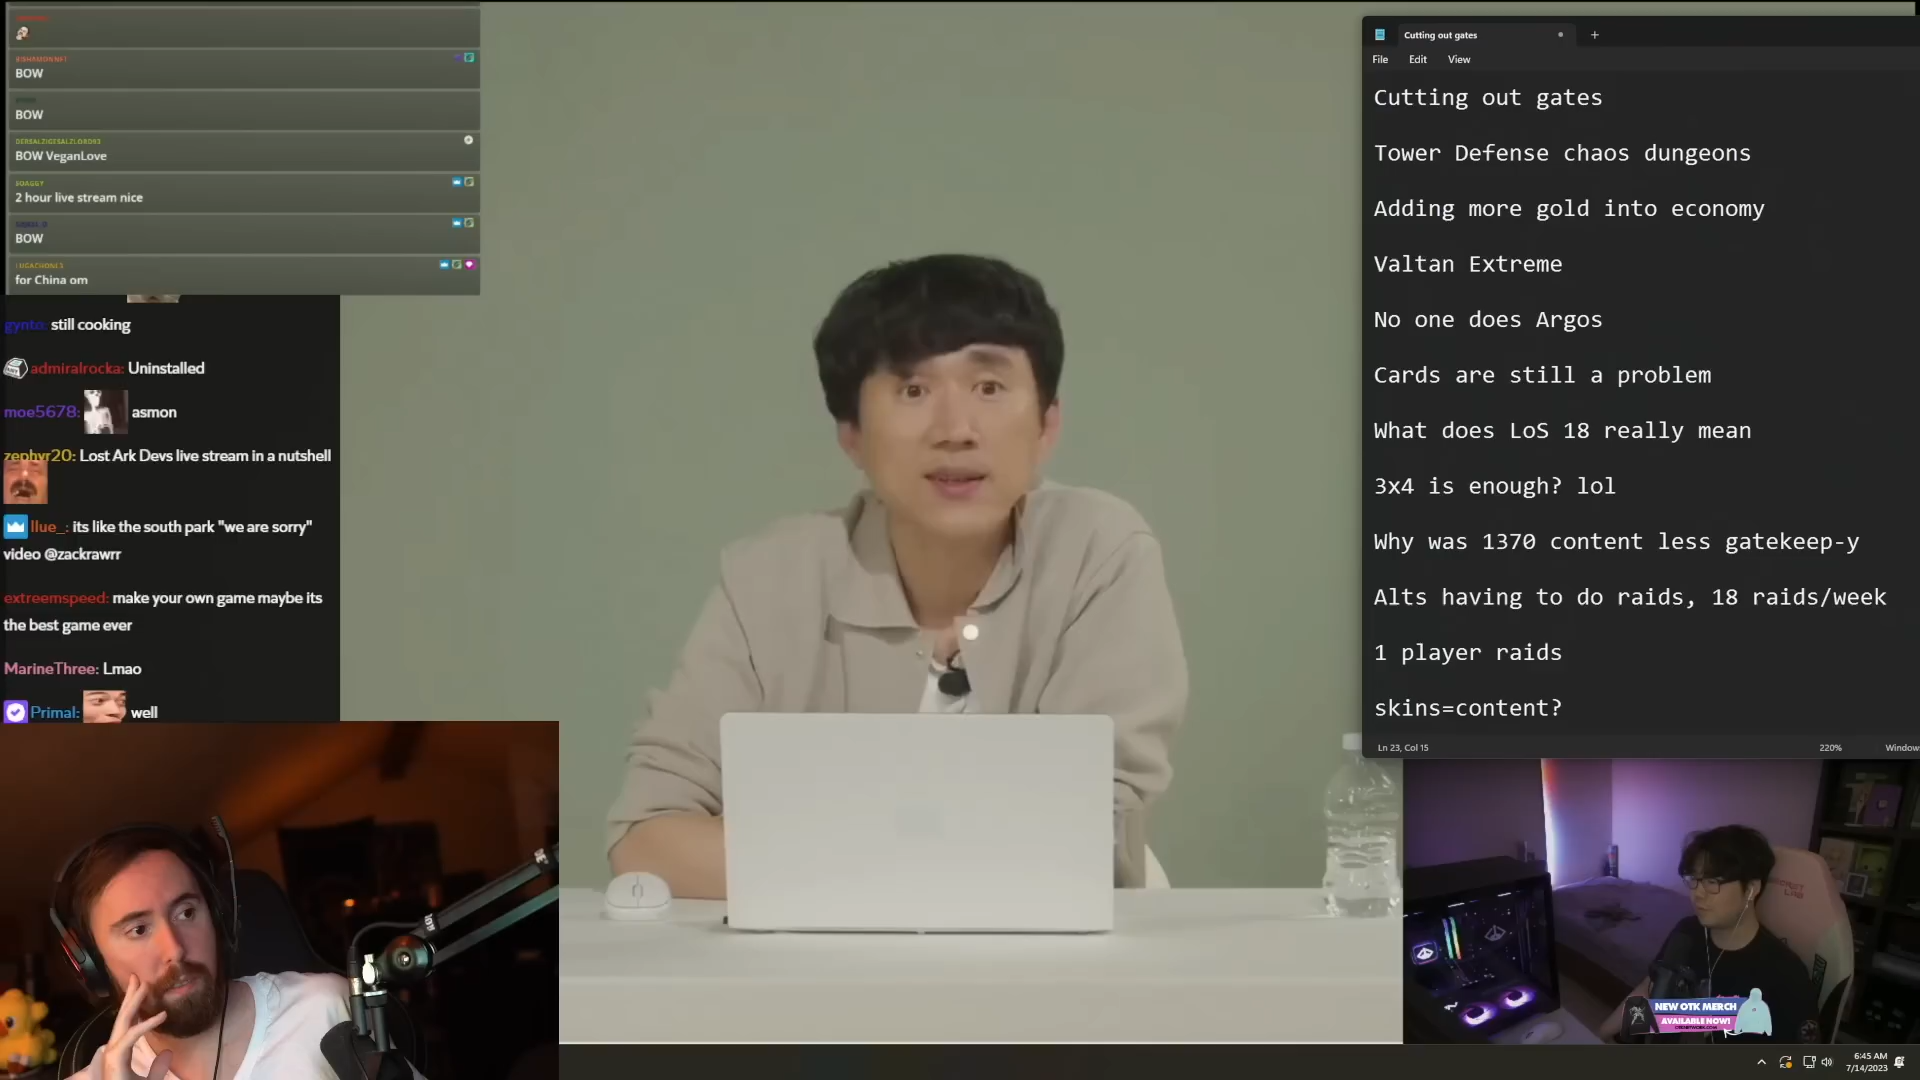 BOW
BOW
DERSALZIGESALZLORD93
BOW VeganLove
2 hour live stream nice
BOW
for China om
gynto: still cooking
admiralrocka: Uninstalled
moe5678: asmon
zephyr20: Lost Ark Devs live stream in a nutshell
llue_: its like the south park "we are sorry"
video @zackrawrr
extreemspeed: make your own game maybe its
the best game ever
MarineThree: Lmao
Primal: well
Cutting out gates
File Edit View
Cutting out gates
Tower Defense chaos dungeons
Adding more gold into economy
Valtan Extreme
No one does Argos
Cards are still a problem
What does LoS 18 really mean
3x4 is enough? lol
Why was 1370 content less gatekeep-y
Alts having to do raids, 18 raids/week
1 player raids
skins=content?
Ln 23, Col 15 220% Window
NEW OTK MERCH
AVAILABLE NOW!
6:45 AM
7/14/2023